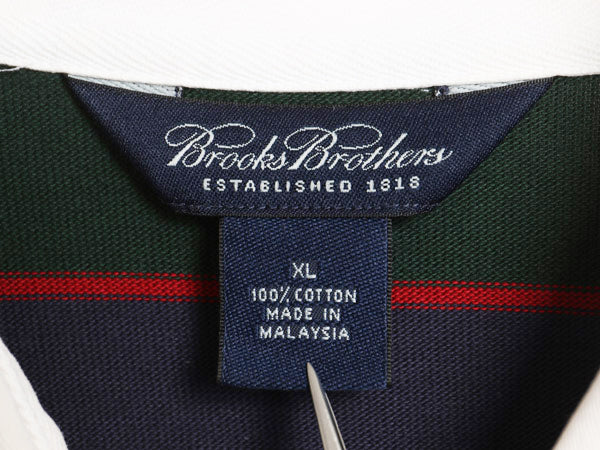 Brooks Brothers
ESTABLISHED 1818
XL
100% COTTON
MADE IN
MALAYSIA